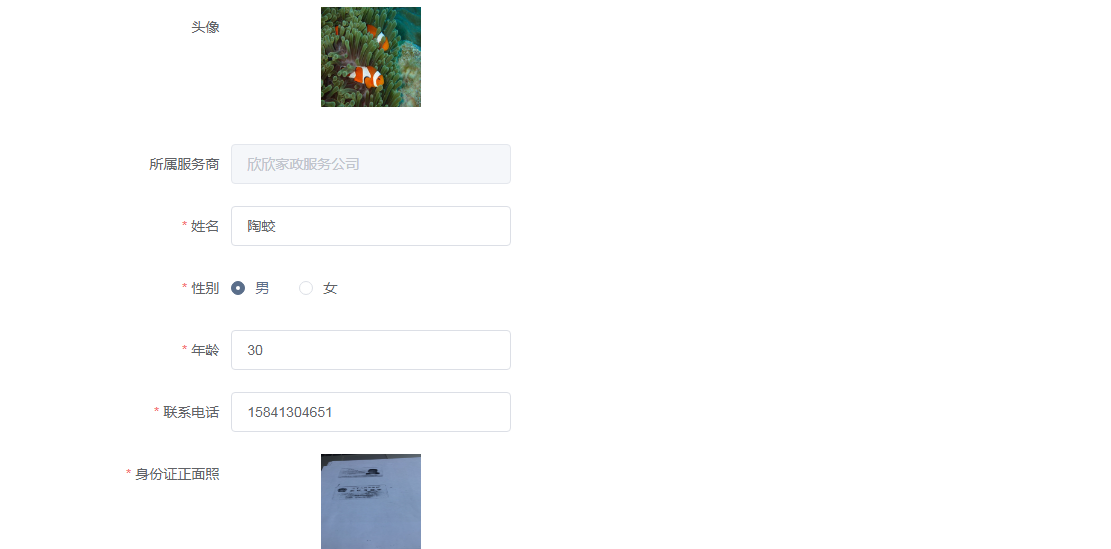 头像
所属服务商 欣欣家政服务公司
* 姓名 陶蛟
* 性别 男 女
* 年龄 30
* 联系电话 15841304651
* 身份证正面照